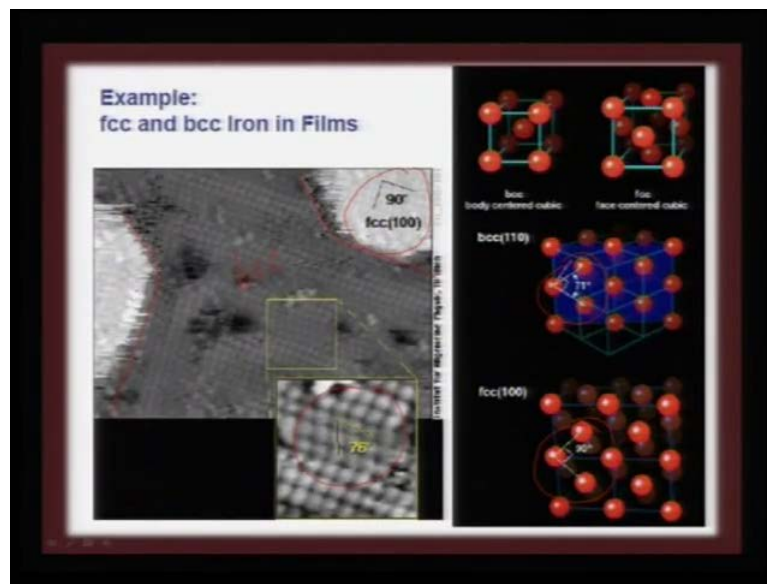 Example:
fcc and bcc Iron in Films
90°
fcc(100)
76°
bcc
body centered cubic
fcc
face centered cubic
bcc(110)
71°
fcc(100)
90°